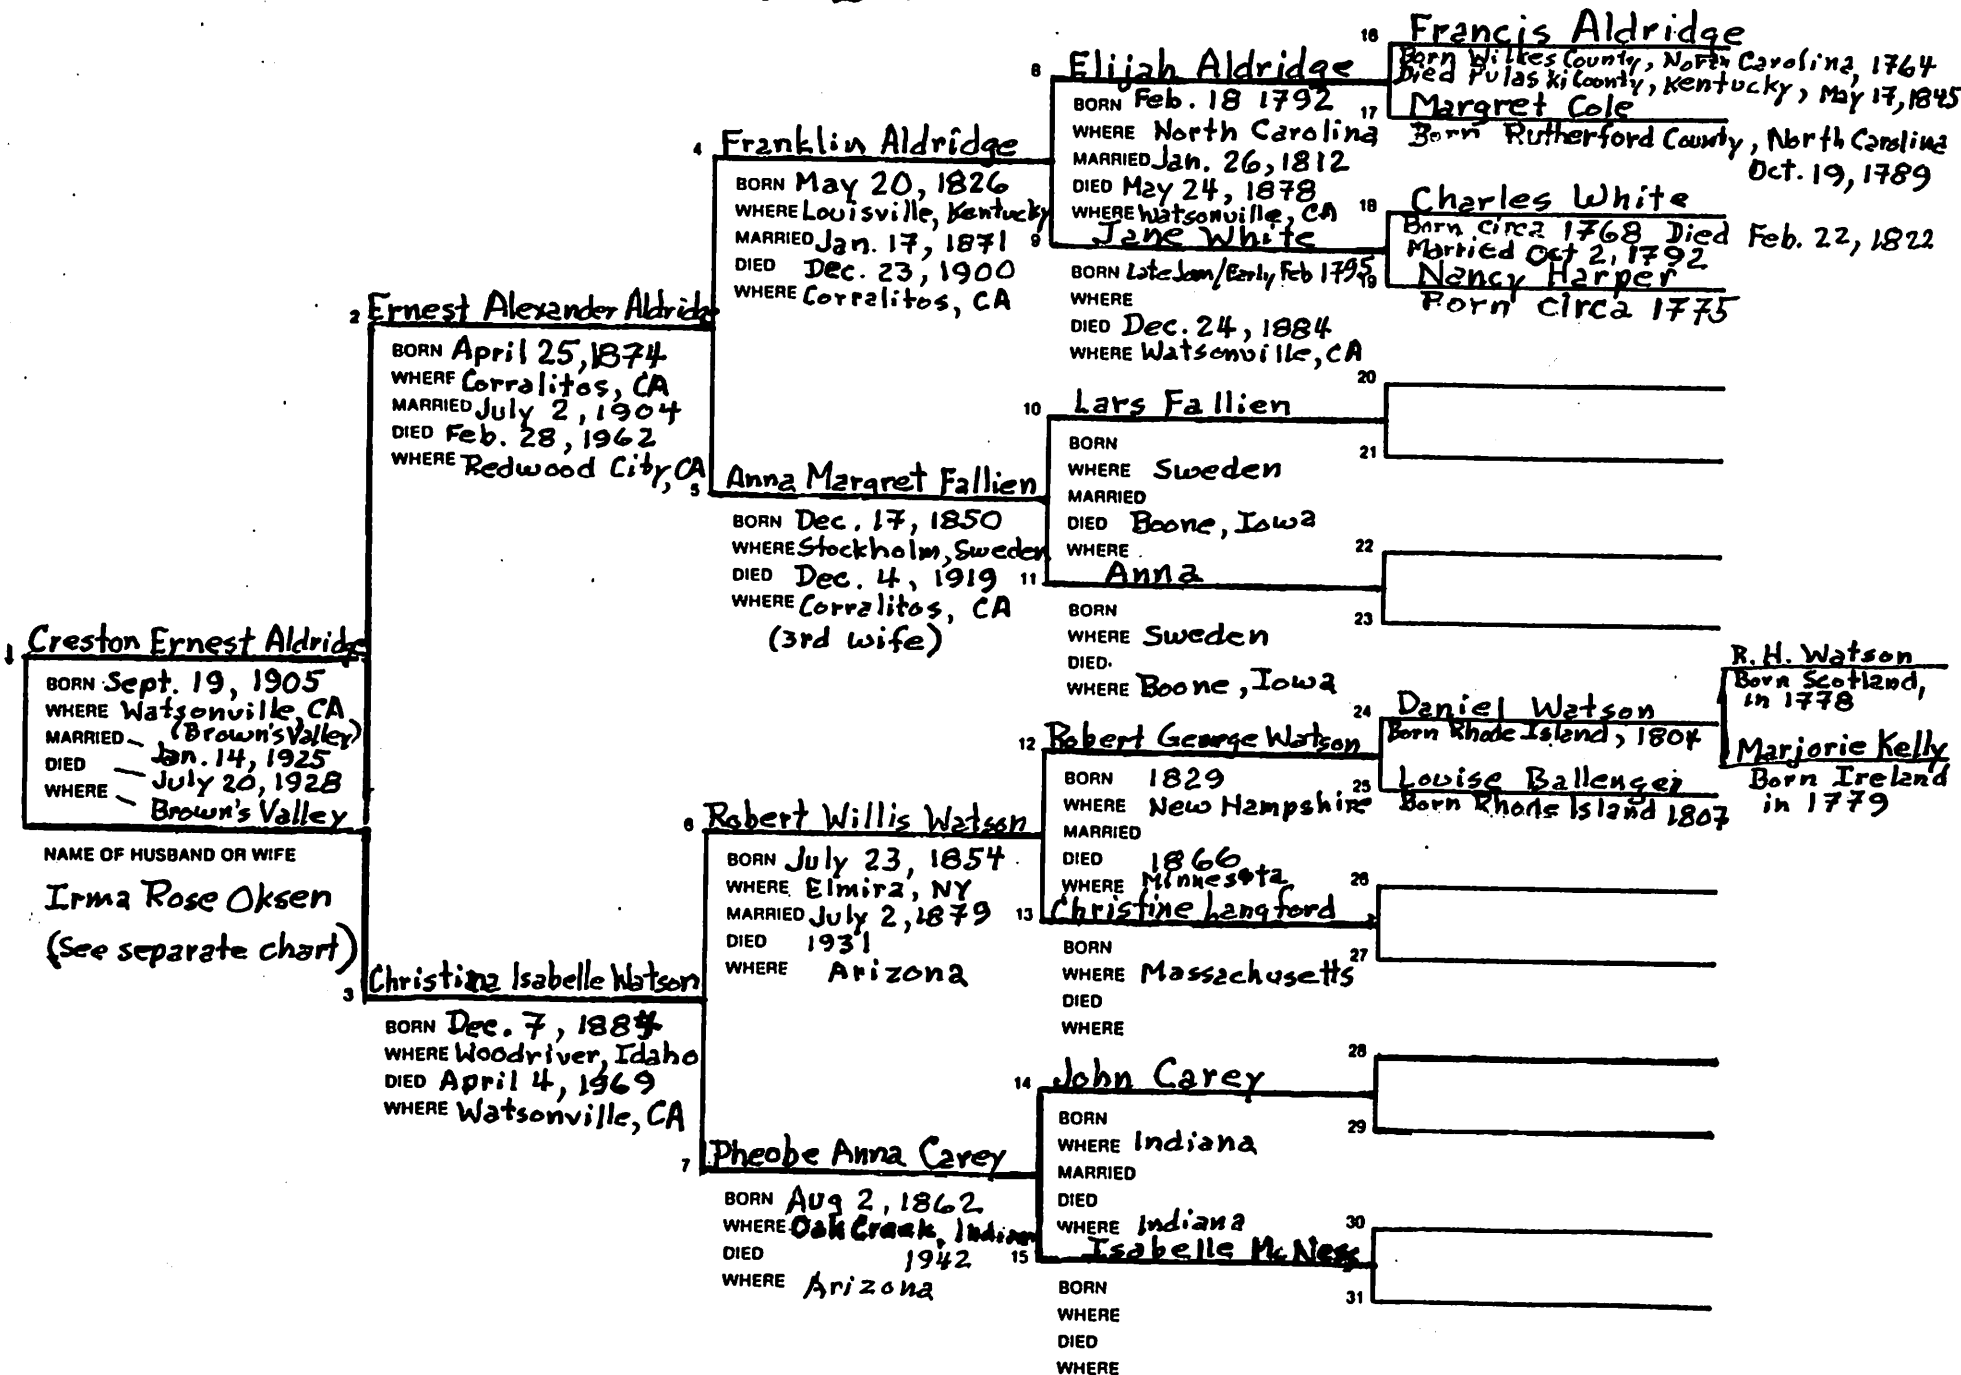 1 Creston Ernest Aldridge
BORN Sept. 19, 1905
WHERE Watsonville, CA
(Brown's Valley)
MARRIED Jan. 14, 1925
DIED July 20, 1928
WHERE Brown's Valley
NAME OF HUSBAND OR WIFE
Irma Rose Oksen
(See separate chart)
2 Ernest Alexander Aldridge
BORN April 25, 1874
WHERE Corralitos, CA
MARRIED July 2, 1904
DIED Feb. 28, 1962
WHERE Redwood City, CA
3 Christina Isabelle Watson
BORN Dec. 7, 1884
WHERE Woodriver, Idaho
DIED April 4, 1969
WHERE Watsonville, CA
4 Franklin Aldridge
BORN May 20, 1826
WHERE Louisville, Kentucky
MARRIED Jan. 17, 1871
DIED Dec. 23, 1900
WHERE Corralitos, CA
5 Anna Margret Fallien
BORN Dec. 17, 1850
WHERE Stockholm, Sweden
DIED Dec. 4, 1919
WHERE Corralitos, CA
(3rd wife)
6 Robert Willis Watson
BORN July 23, 1854
WHERE Elmira, NY
MARRIED July 2, 1879
DIED 1931
WHERE Arizona
7 Pheobe Anna Carey
BORN Aug 2, 1862
WHERE Oak Creek, Indiana
DIED 1942
WHERE Arizona
8 Elijah Aldridge
BORN Feb. 18 1792
WHERE North Carolina
MARRIED Jan. 26, 1812
DIED May 24, 1878
WHERE Watsonville, CA
9 Jane White
BORN Late Jan/Early Feb 1795
WHERE
DIED Dec. 24, 1884
WHERE Watsonville, CA
10 Lars Fallien
BORN
WHERE Sweden
MARRIED
DIED Boone, Iowa
WHERE
11 Anna
BORN
WHERE Sweden
DIED
WHERE Boone, Iowa
12 Robert George Watson
BORN 1829
WHERE New Hampshire
MARRIED
DIED 1866
WHERE Minnesota
13 Christine Langford
BORN
WHERE Massachusetts
DIED
WHERE
14 John Carey
BORN
WHERE Indiana
MARRIED
DIED
WHERE Indiana
15 Isabelle McNess
BORN
WHERE
DIED
WHERE
16 Francis Aldridge
Born Wilkes County, North Carolina, 1764
Died Pulaski County, Kentucky, May 17, 1845
17 Margret Cole
Born Rutherford County, North Carolina
Oct. 19, 1789
18 Charles White
Born circa 1768 Died Feb. 22, 1822
Married Oct 2, 1792
19 Nancy Harper
Born circa 1775
20
21
22
23
24 Daniel Watson
Born Rhode Island, 1804
25 Louise Ballenger
Born Rhode Island 1807
R. H. Watson
Born Scotland,
in 1778
Marjorie Kelly
Born Ireland
in 1779
26
27
28
29
30
31